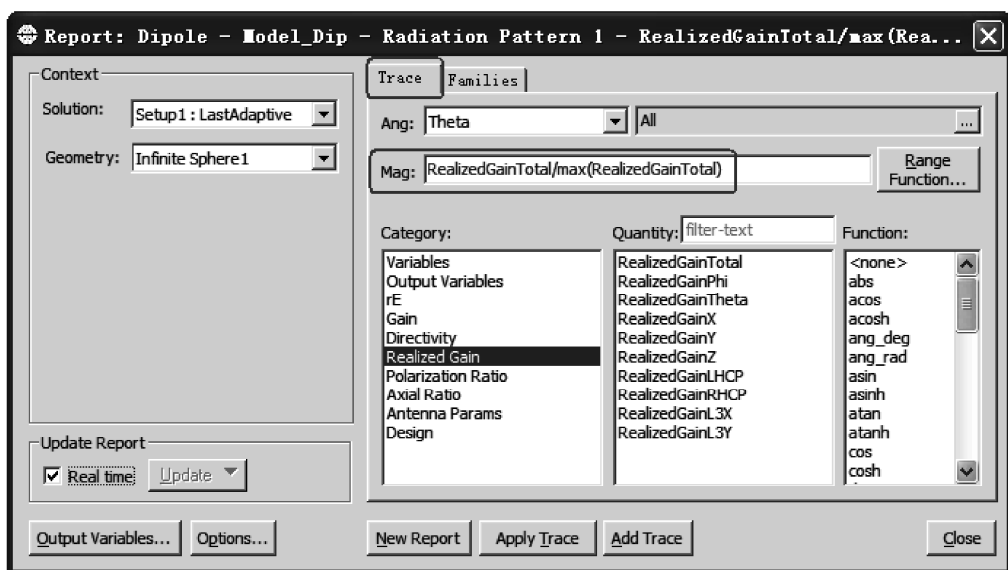 Report: Dipole - Model_Dip - Radiation Pattern 1 - RealizedGainTotal/max(Rea...
Context
Solution: Setup1 : LastAdaptive
Geometry: Infinite Sphere1
Update Report
Real time Update
Output Variables... Options...
Trace Families
Ang: Theta All ...
Mag: RealizedGainTotal/max(RealizedGainTotal) Range Function...
Category:
Variables
Output Variables
rE
Gain
Directivity
Realized Gain
Polarization Ratio
Axial Ratio
Antenna Params
Design
Quantity: filter-text
RealizedGainTotal
RealizedGainPhi
RealizedGainTheta
RealizedGainX
RealizedGainY
RealizedGainZ
RealizedGainLHCP
RealizedGainRHCP
RealizedGainL3X
RealizedGainL3Y
Function:
<none>
abs
acos
acosh
ang_deg
ang_rad
asin
asinh
atan
atanh
cos
cosh
New Report Apply Trace Add Trace Close